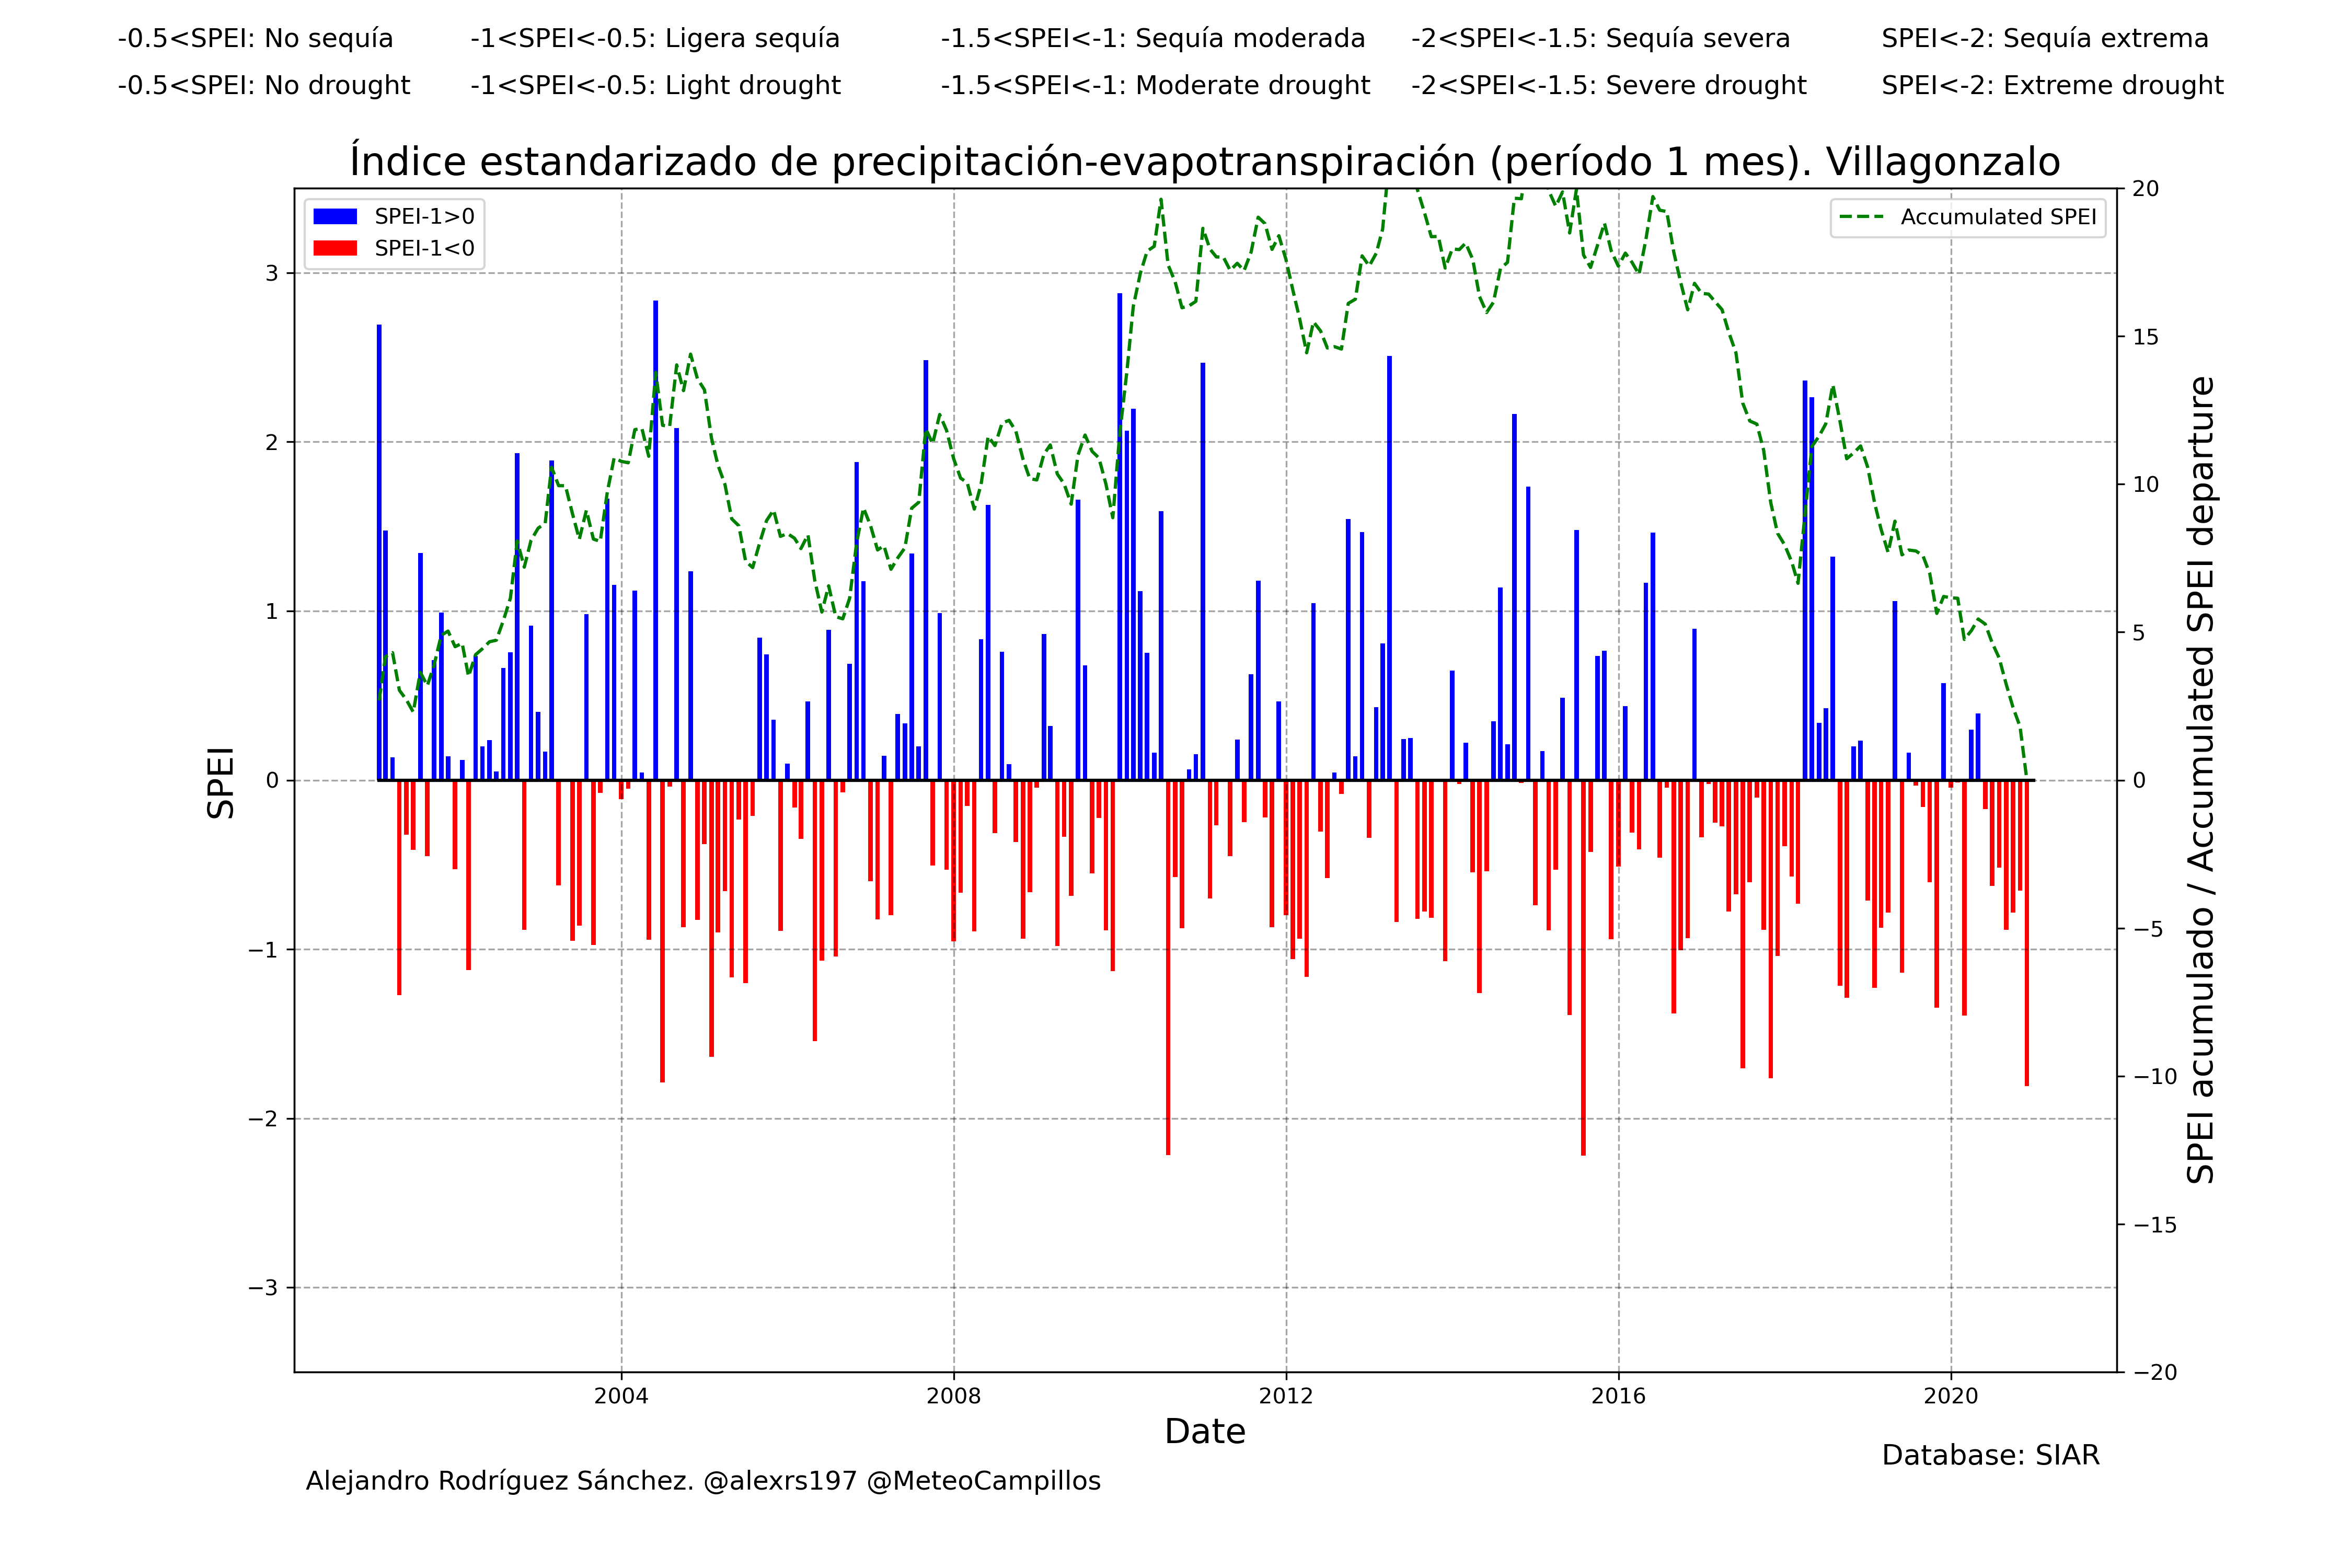 -0.5<SPEI: No sequía -1<SPEI<-0.5: Ligera sequía -1.5<SPEI<-1: Sequía moderada -2<SPEI<-1.5: Sequía severa SPEI<-2: Sequía extrema
-0.5<SPEI: No drought -1<SPEI<-0.5: Light drought -1.5<SPEI<-1: Moderate drought -2<SPEI<-1.5: Severe drought SPEI<-2: Extreme drought
Índice estandarizado de precipitación-evapotranspiración (período 1 mes). Villagonzalo
SPEI-1>0
SPEI-1<0
Accumulated SPEI
SPEI
3
2
1
0
−1
−2
−3
20
15
10
5
0
−5
−10
−15
−20
SPEI acumulado / Accumulated SPEI departure
2004 2008 2012 2016 2020
Date
Database: SIAR
Alejandro Rodríguez Sánchez. @alexrs197 @MeteoCampillos